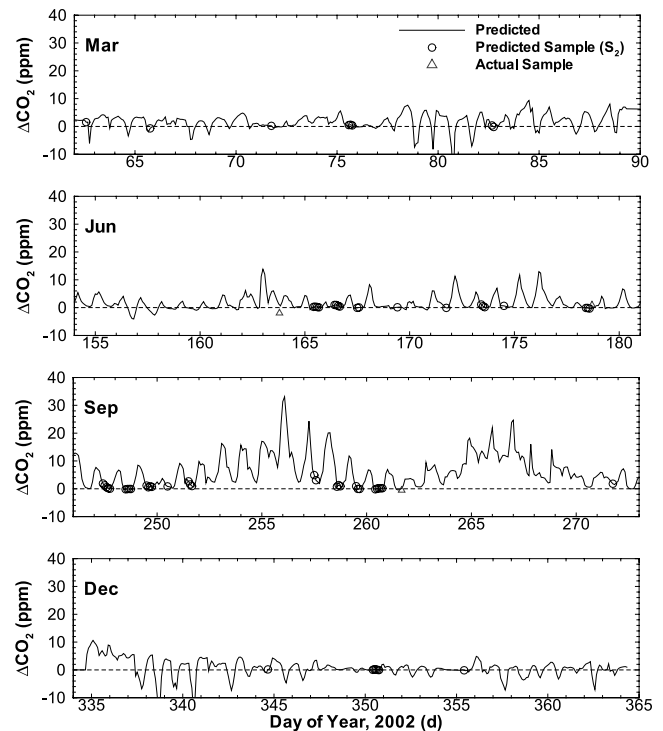 40
30
20
10
0
-10
ΔCO₂ (ppm)
Mar
Predicted
Predicted Sample (S₂)
Actual Sample
65 70 75 80 85 90
40
30
20
10
0
-10
ΔCO₂ (ppm)
Jun
155 160 165 170 175 180
40
30
20
10
0
-10
ΔCO₂ (ppm)
Sep
250 255 260 265 270
40
30
20
10
0
-10
ΔCO₂ (ppm)
Dec
335 340 345 350 355 360 365
Day of Year, 2002 (d)